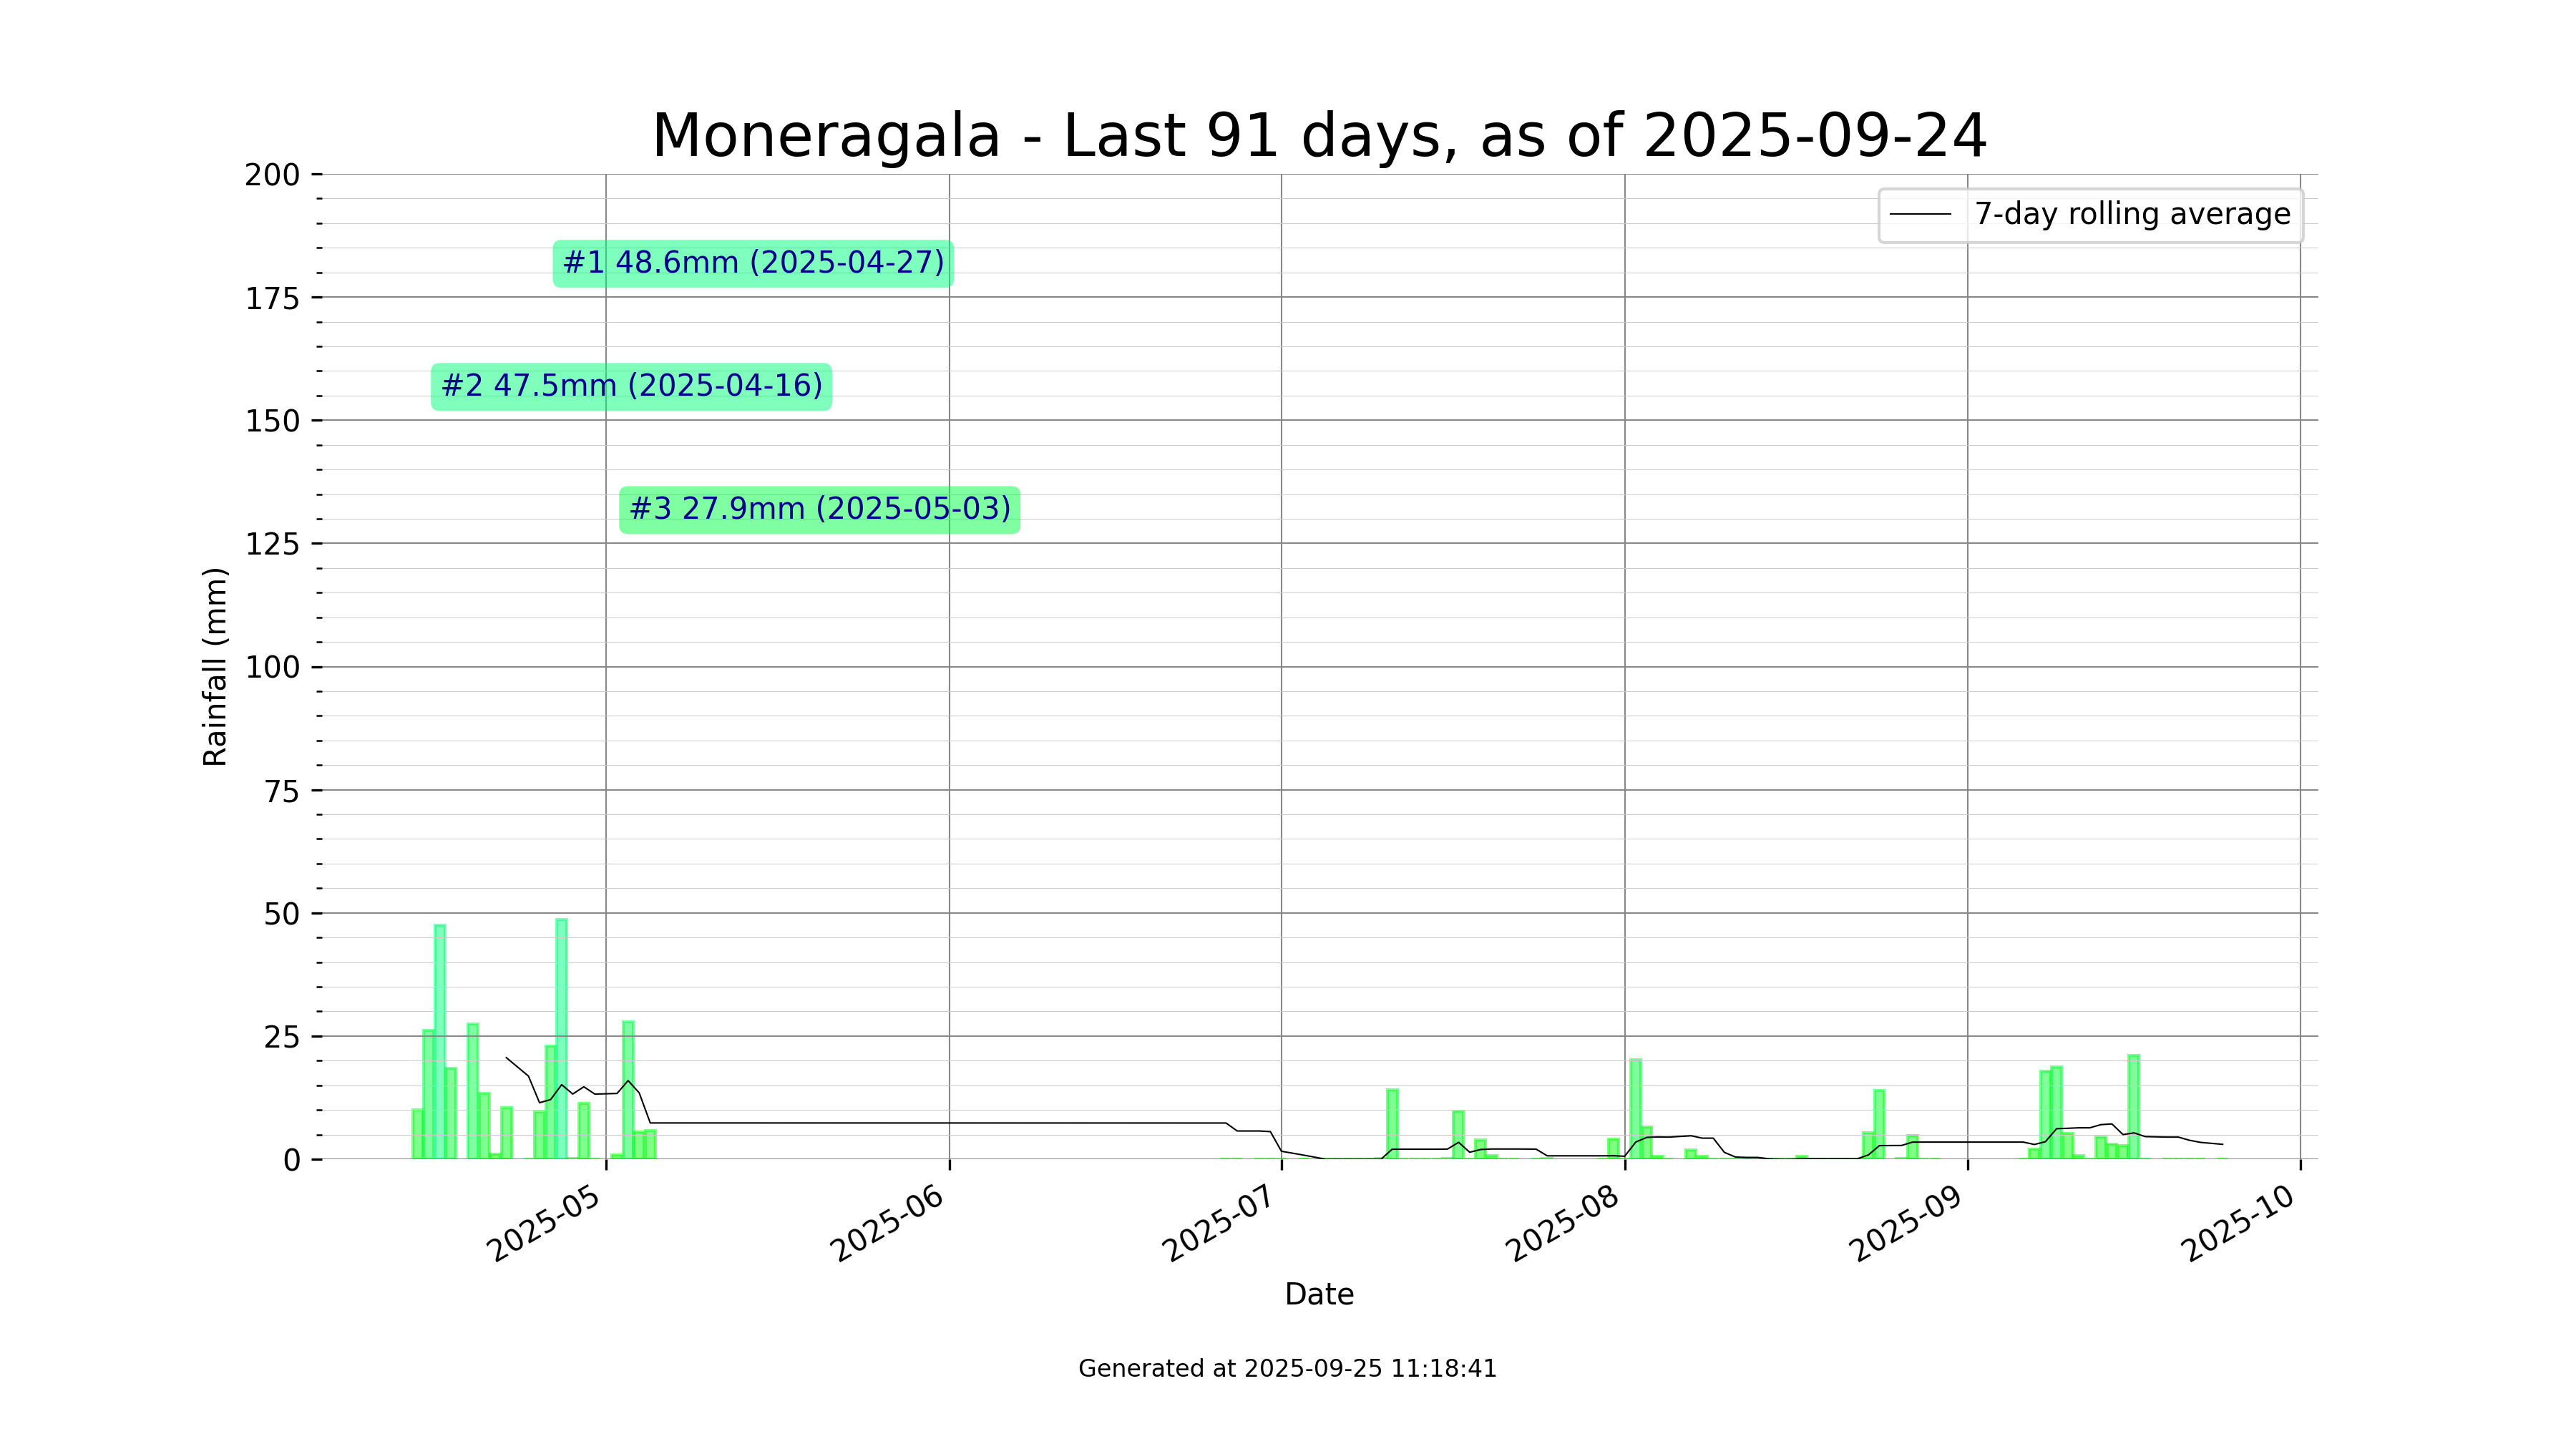 Moneragala - Last 91 days, as of 2025-09-24
7-day rolling average
#1 48.6mm (2025-04-27)
#2 47.5mm (2025-04-16)
#3 27.9mm (2025-05-03)
Rainfall (mm)
200
175
150
125
100
75
50
25
0
2025-05
2025-06
2025-07
2025-08
2025-09
2025-10
Date
Generated at 2025-09-25 11:18:41